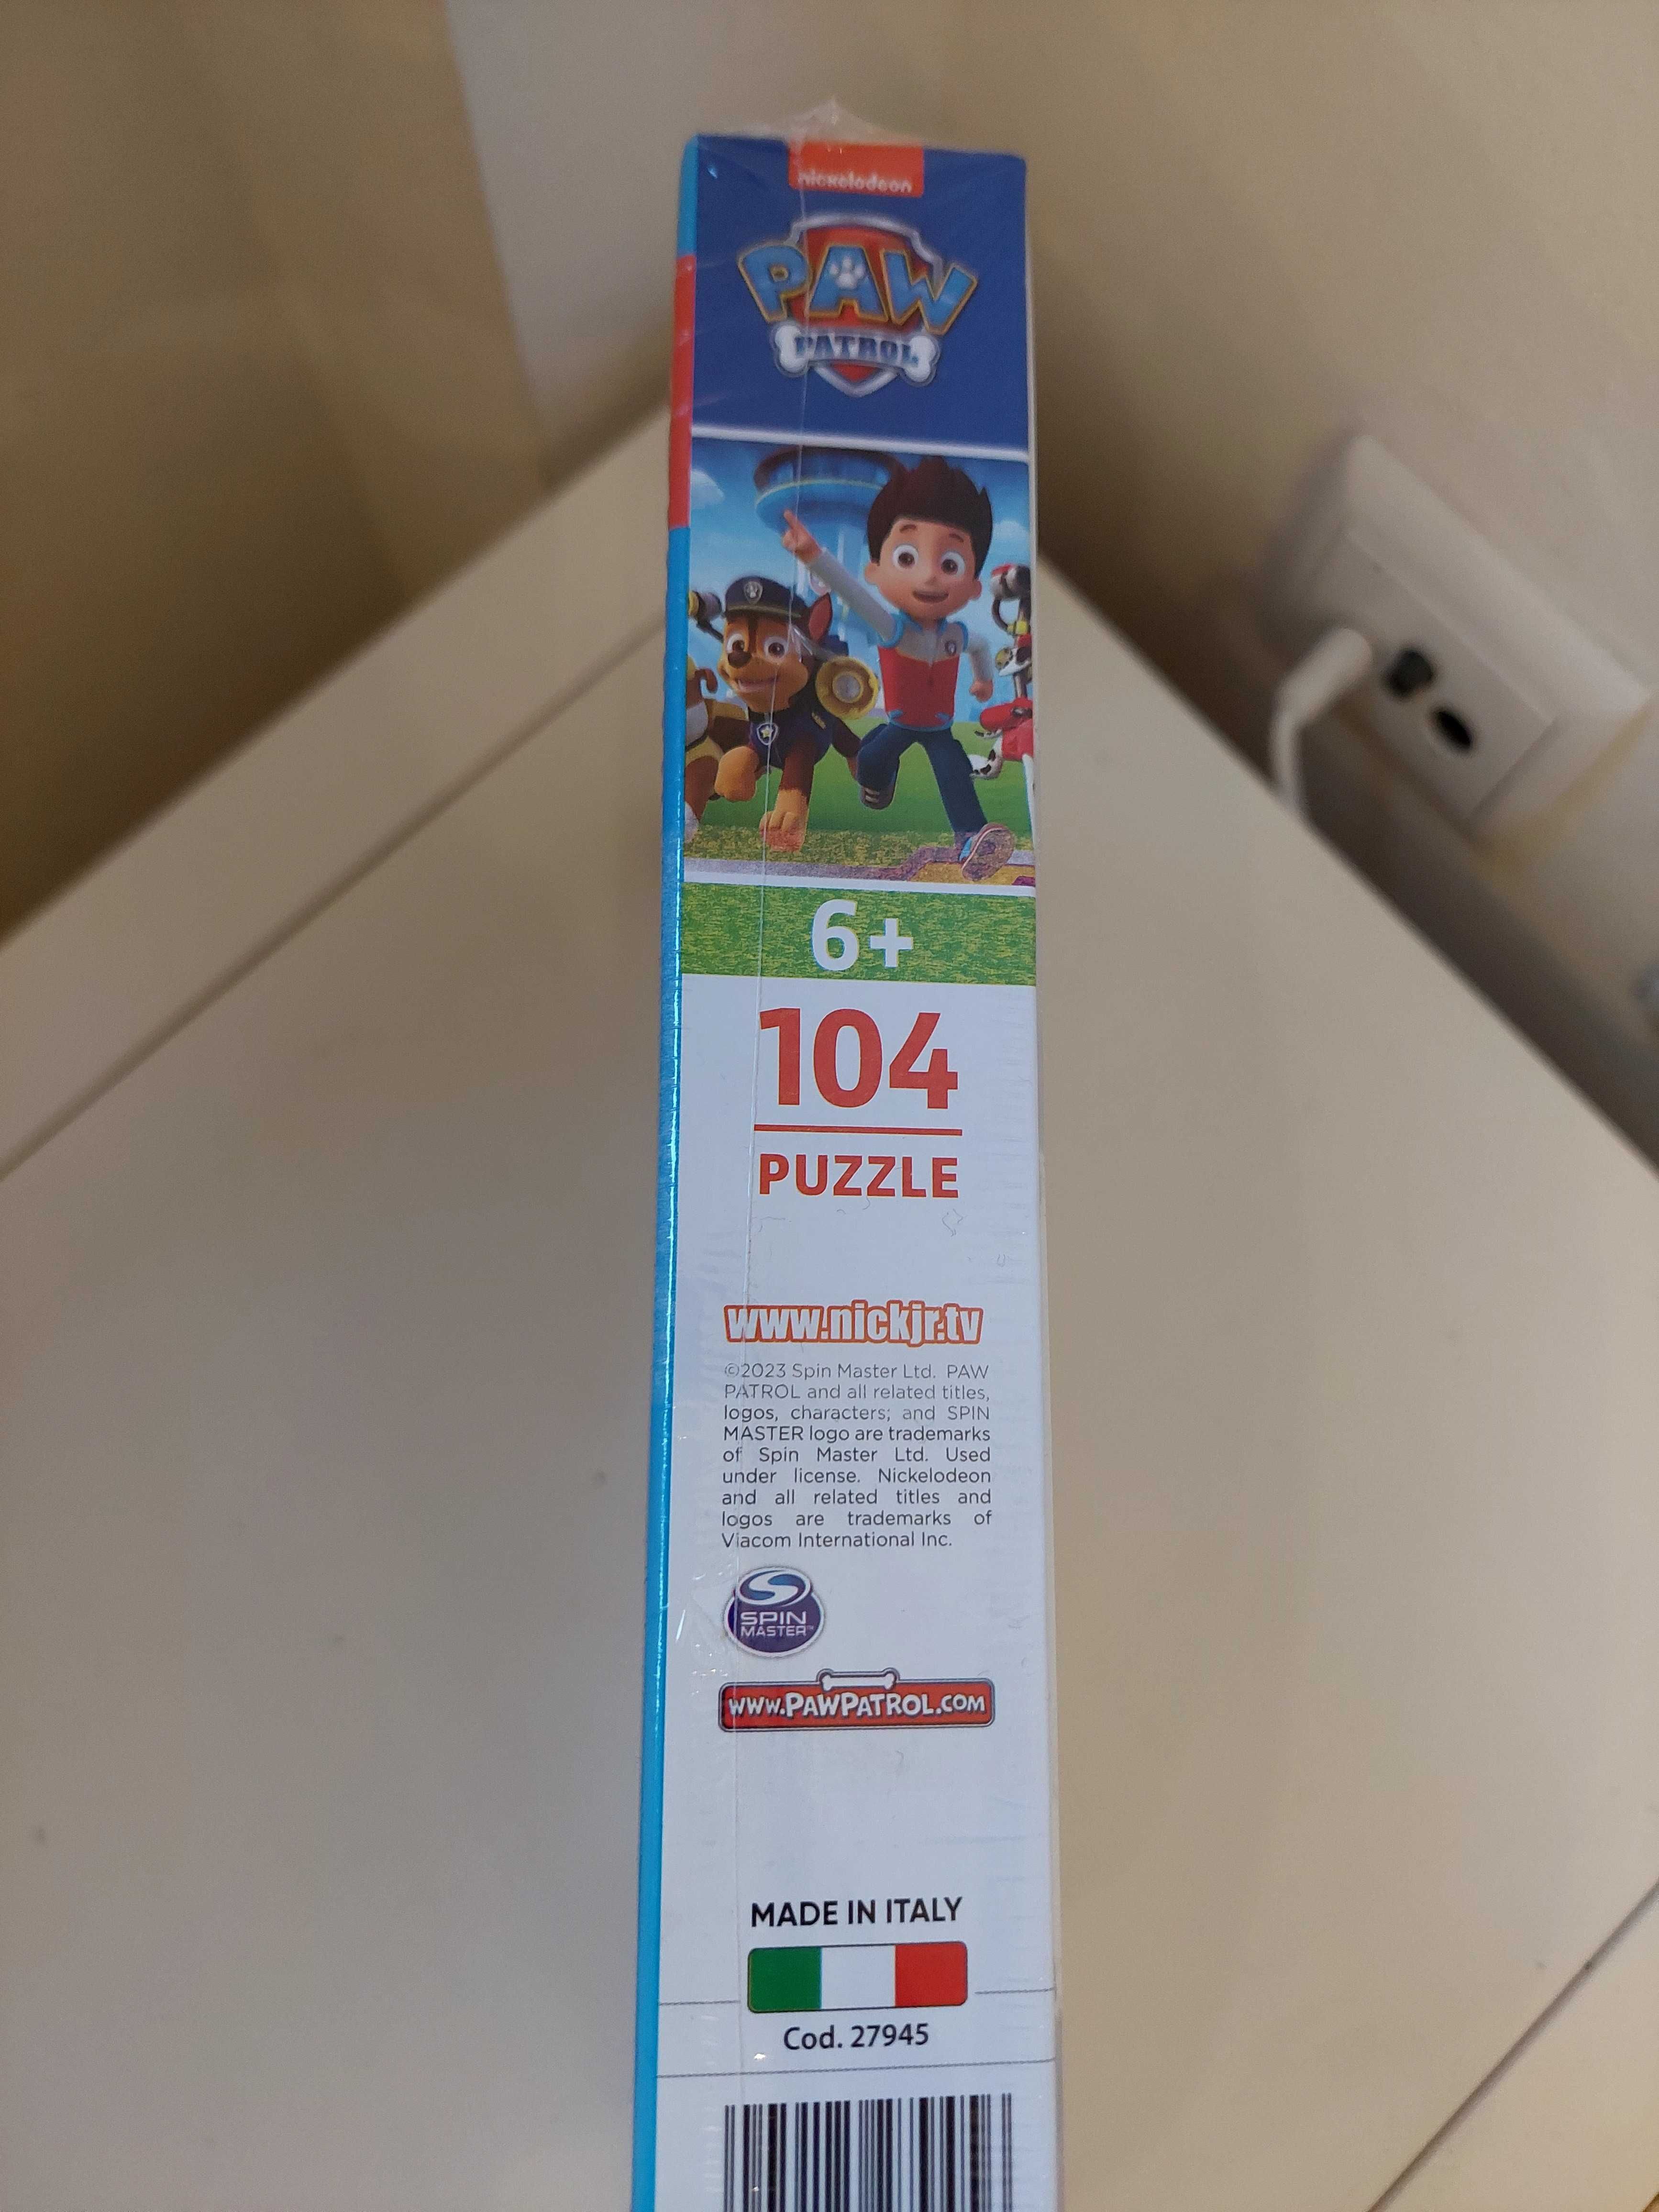 nickelodeon
PAW
PATROL
6+
104
PUZZLE
www.nickjr.tv
©2023 Spin Master Ltd. PAW
PATROL and all related titles,
logos, characters; and SPIN
MASTER logo are trademarks
of Spin Master Ltd. Used
under license. Nickelodeon
and all related titles and
logos are trademarks of
Viacom International Inc.
SPIN
MASTER™
www.PAWPATROL.COM
MADE IN ITALY
Cod. 27945